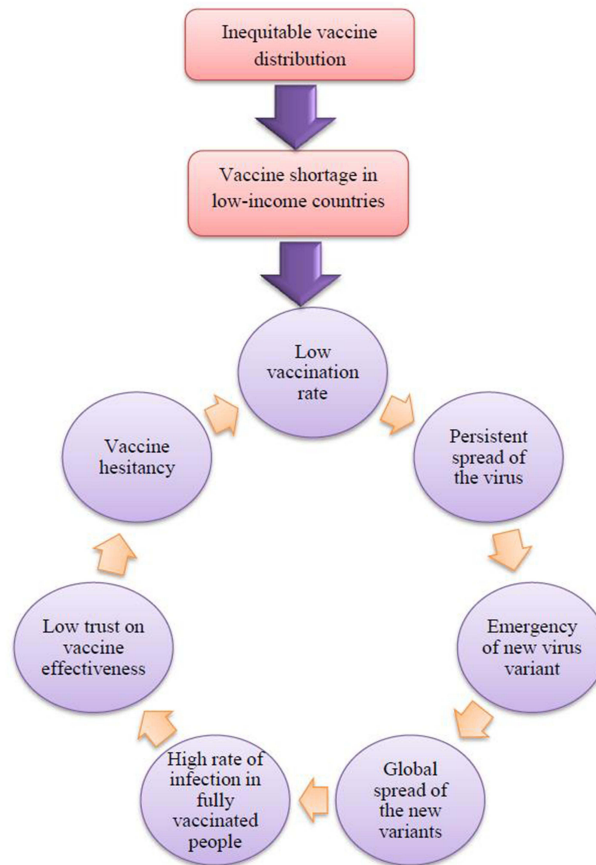 Inequitable vaccine
distribution
Vaccine shortage in
low-income countries
Low
vaccination
rate
Persistent
spread of
the virus
Emergency
of new virus
variant
Global
spread of
the new
variants
High rate of
infection in
fully
vaccinated
people
Low trust on
vaccine
effectiveness
Vaccine
hesitancy